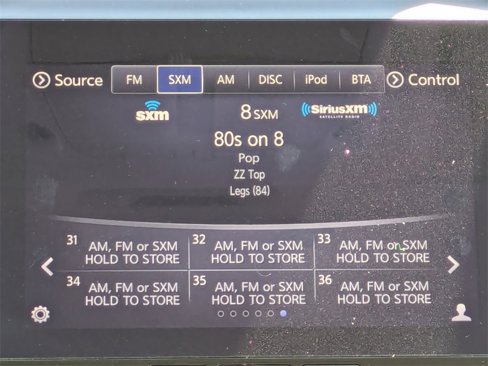 Source FM SXM AM DISC iPod BTA Control
sxm 8 SXM SiriusXM
SATELLITE RADIO
80s on 8
Pop
ZZ Top
Legs (84)
31 AM, FM or SXM HOLD TO STORE
32 AM, FM or SXM HOLD TO STORE
33 AM, FM or SXM HOLD TO STORE
34 AM, FM or SXM HOLD TO STORE
35 AM, FM or SXM HOLD TO STORE
36 AM, FM or SXM HOLD TO STORE